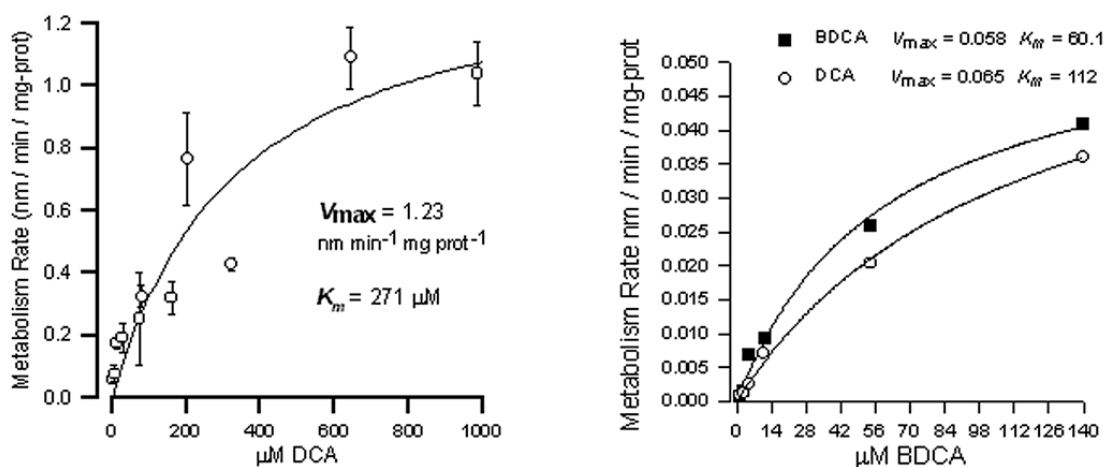 Metabolism Rate (nm / min / mg-prot)
1.2
1.0
0.8
0.6
0.4
0.2
0.0
Vmax = 1.23
nm min-1 mg prot-1
Km = 271 µM
0 200 400 600 800 1000
µM DCA
BDCA Vmax = 0.058 Km = 60.1
DCA Vmax = 0.065 Km = 112
Metabolism Rate nm / min / mg-prot
0.050
0.045
0.040
0.035
0.030
0.025
0.020
0.015
0.010
0.005
0.000
0 14 28 42 56 70 84 98 112 126 140
µM BDCA